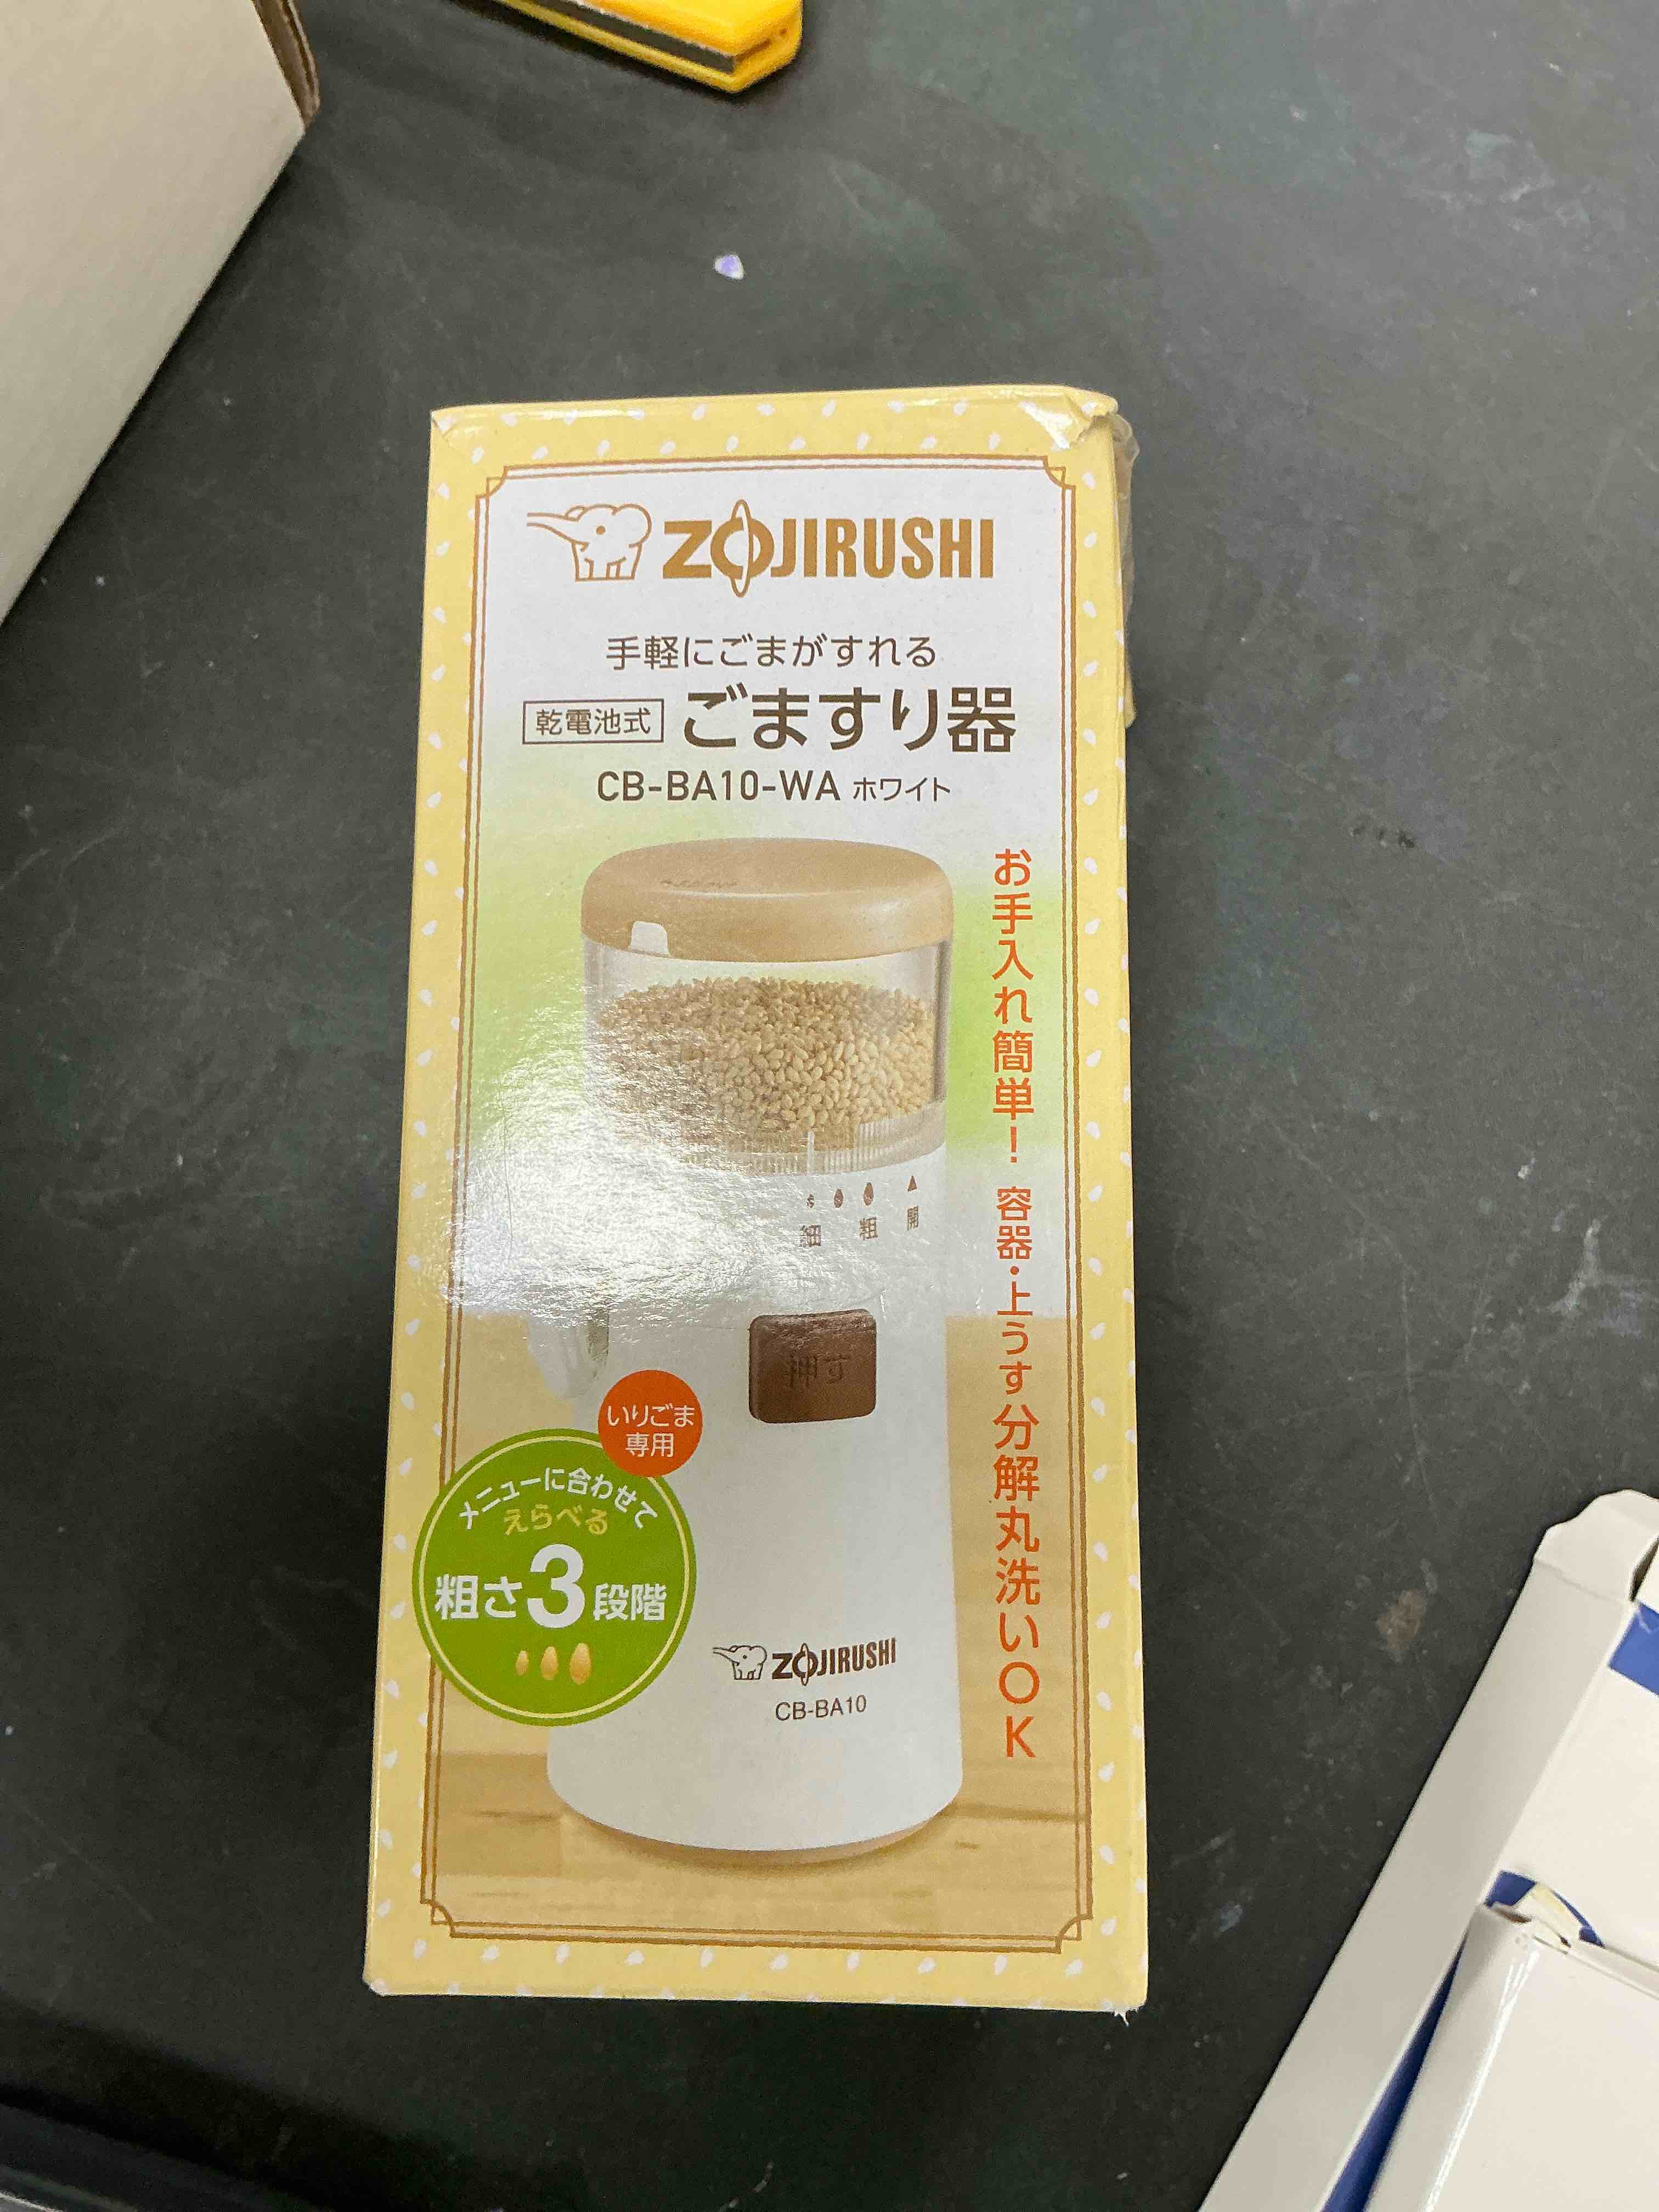 ZOJIRUSHI
手軽にごまがすれる
乾電池式 ごますり器
CB-BA10-WA ホワイト
お手入れ簡単！容器・上うす分解丸洗いOK
細 粗 開
押す
いりごま
専用
メニューに合わせて
えらべる
粗さ3段階
ZOJIRUSHI
CB-BA10